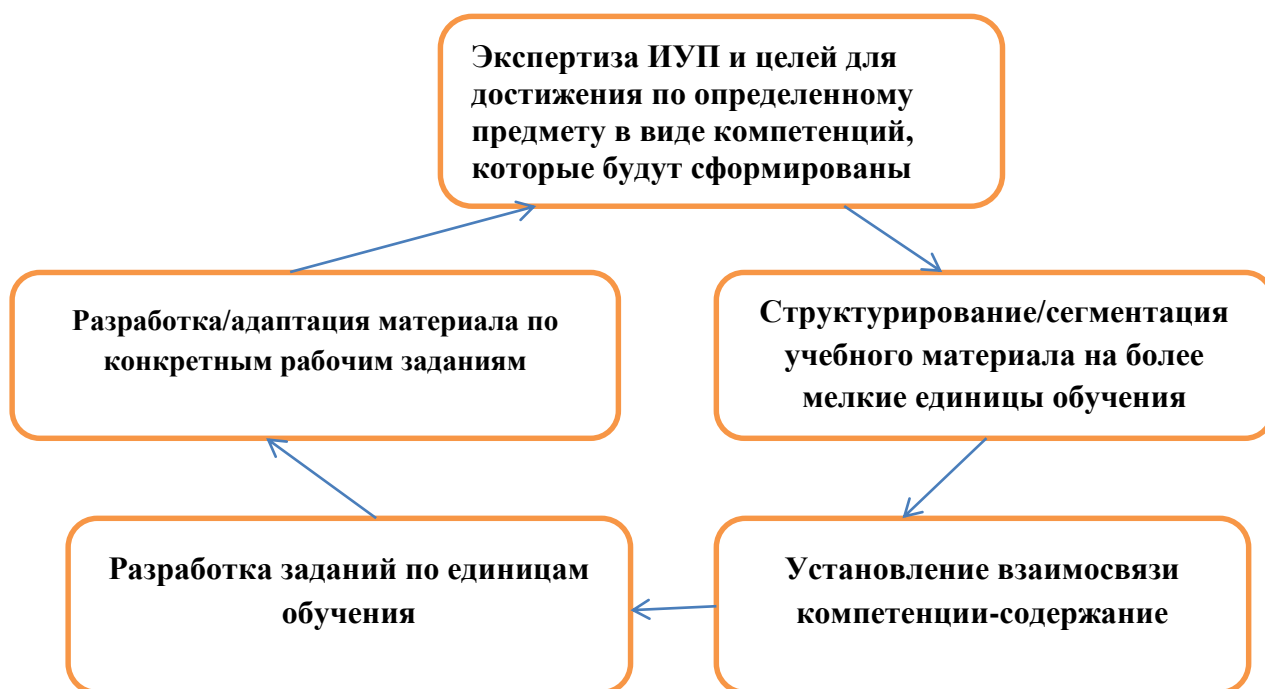 Экспертиза ИУП и целей для
достижения по определенному
предмету в виде компетенций,
которые будут сформированы
Структурирование/сегментация
учебного материала на более
мелкие единицы обучения
Установление взаимосвязи
компетенции-содержание
Разработка заданий по единицам
обучения
Разработка/адаптация материала по
конкретным рабочим заданиям